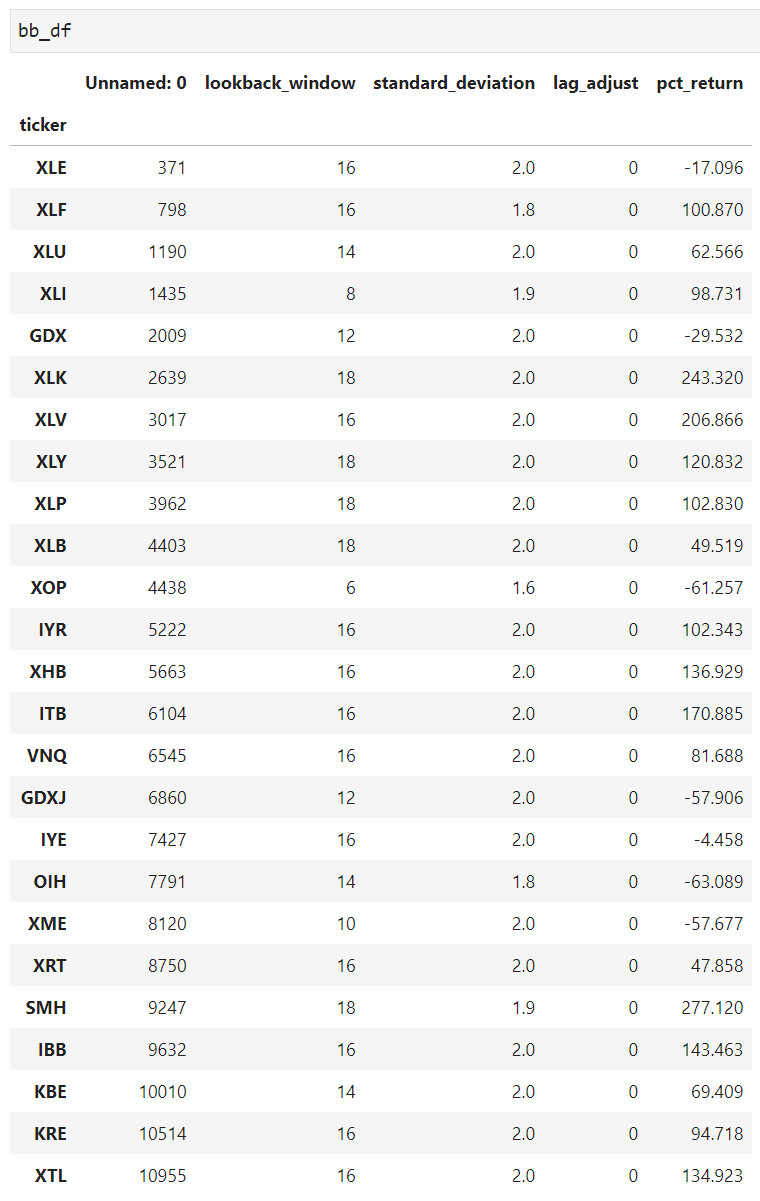 bb_df
Unnamed: 0 lookback_window standard_deviation lag_adjust pct_return
ticker
XLE 371 16 2.0 0 -17.096
XLF 798 16 1.8 0 100.870
XLU 1190 14 2.0 0 62.566
XLI 1435 8 1.9 0 98.731
GDX 2009 12 2.0 0 -29.532
XLK 2639 18 2.0 0 243.320
XLV 3017 16 2.0 0 206.866
XLY 3521 18 2.0 0 120.832
XLP 3962 18 2.0 0 102.830
XLB 4403 18 2.0 0 49.519
XOP 4438 6 1.6 0 -61.257
IYR 5222 16 2.0 0 102.343
XHB 5663 16 2.0 0 136.929
ITB 6104 16 2.0 0 170.885
VNQ 6545 16 2.0 0 81.688
GDXJ 6860 12 2.0 0 -57.906
IYE 7427 16 2.0 0 -4.458
OIH 7791 14 1.8 0 -63.089
XME 8120 10 2.0 0 -57.677
XRT 8750 16 2.0 0 47.858
SMH 9247 18 1.9 0 277.120
IBB 9632 16 2.0 0 143.463
KBE 10010 14 2.0 0 69.409
KRE 10514 16 2.0 0 94.718
XTL 10955 16 2.0 0 134.923